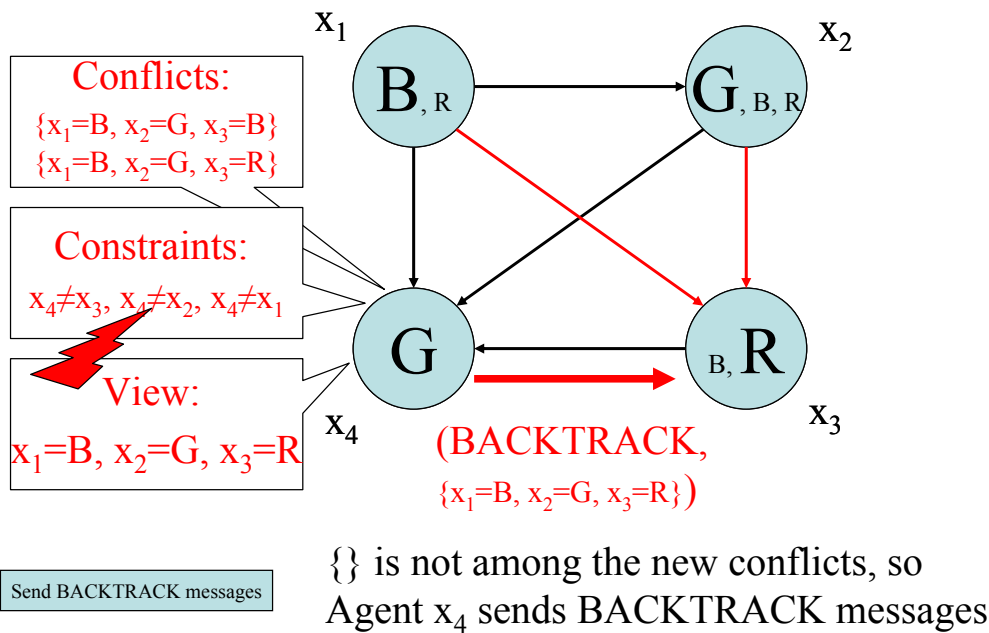 x₁
x₂
Conflicts:
{x₁=B, x₂=G, x₃=B}
{x₁=B, x₂=G, x₃=R}
B, R
G, B, R
Constraints:
x₄≠x₃, x₄≠x₂, x₄≠x₁
G
B, R
View:
x₁=B, x₂=G, x₃=R
x₄
x₃
(BACKTRACK,
{x₁=B, x₂=G, x₃=R})
{} is not among the new conflicts, so
Agent x₄ sends BACKTRACK messages
Send BACKTRACK messages